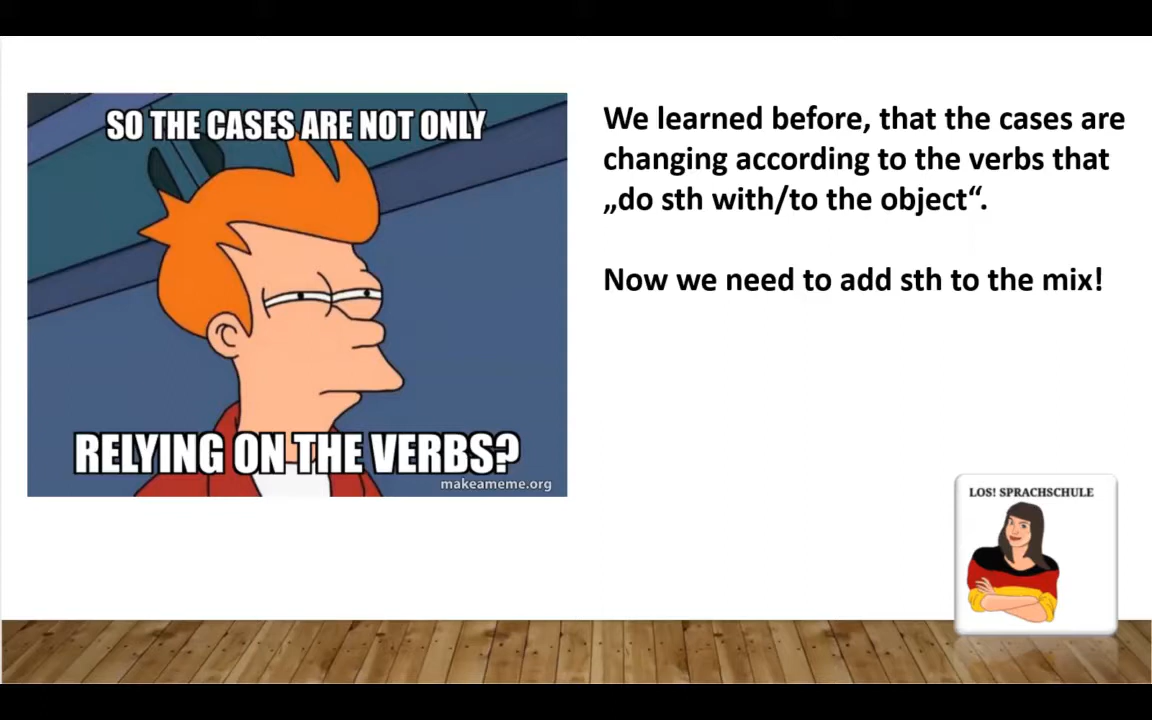 SO THE CASES ARE NOT ONLY
RELYING ON THE VERBS?
makeameme.org
We learned before, that the cases are
changing according to the verbs that
„do sth with/to the object“.
Now we need to add sth to the mix!
LOS! SPRACHSCHULE